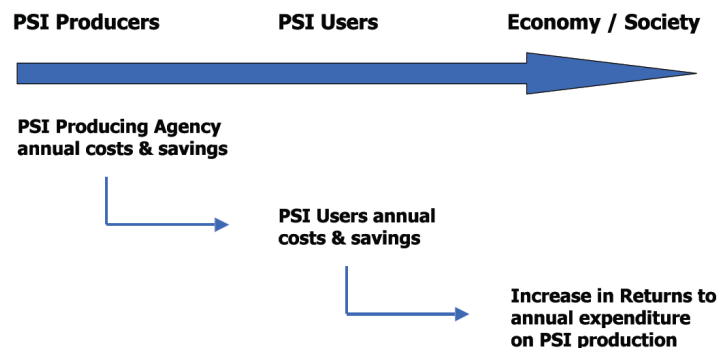 PSI Producers
PSI Users
Economy / Society
PSI Producing Agency
annual costs & savings
PSI Users annual
costs & savings
Increase in Returns to
annual expenditure
on PSI production